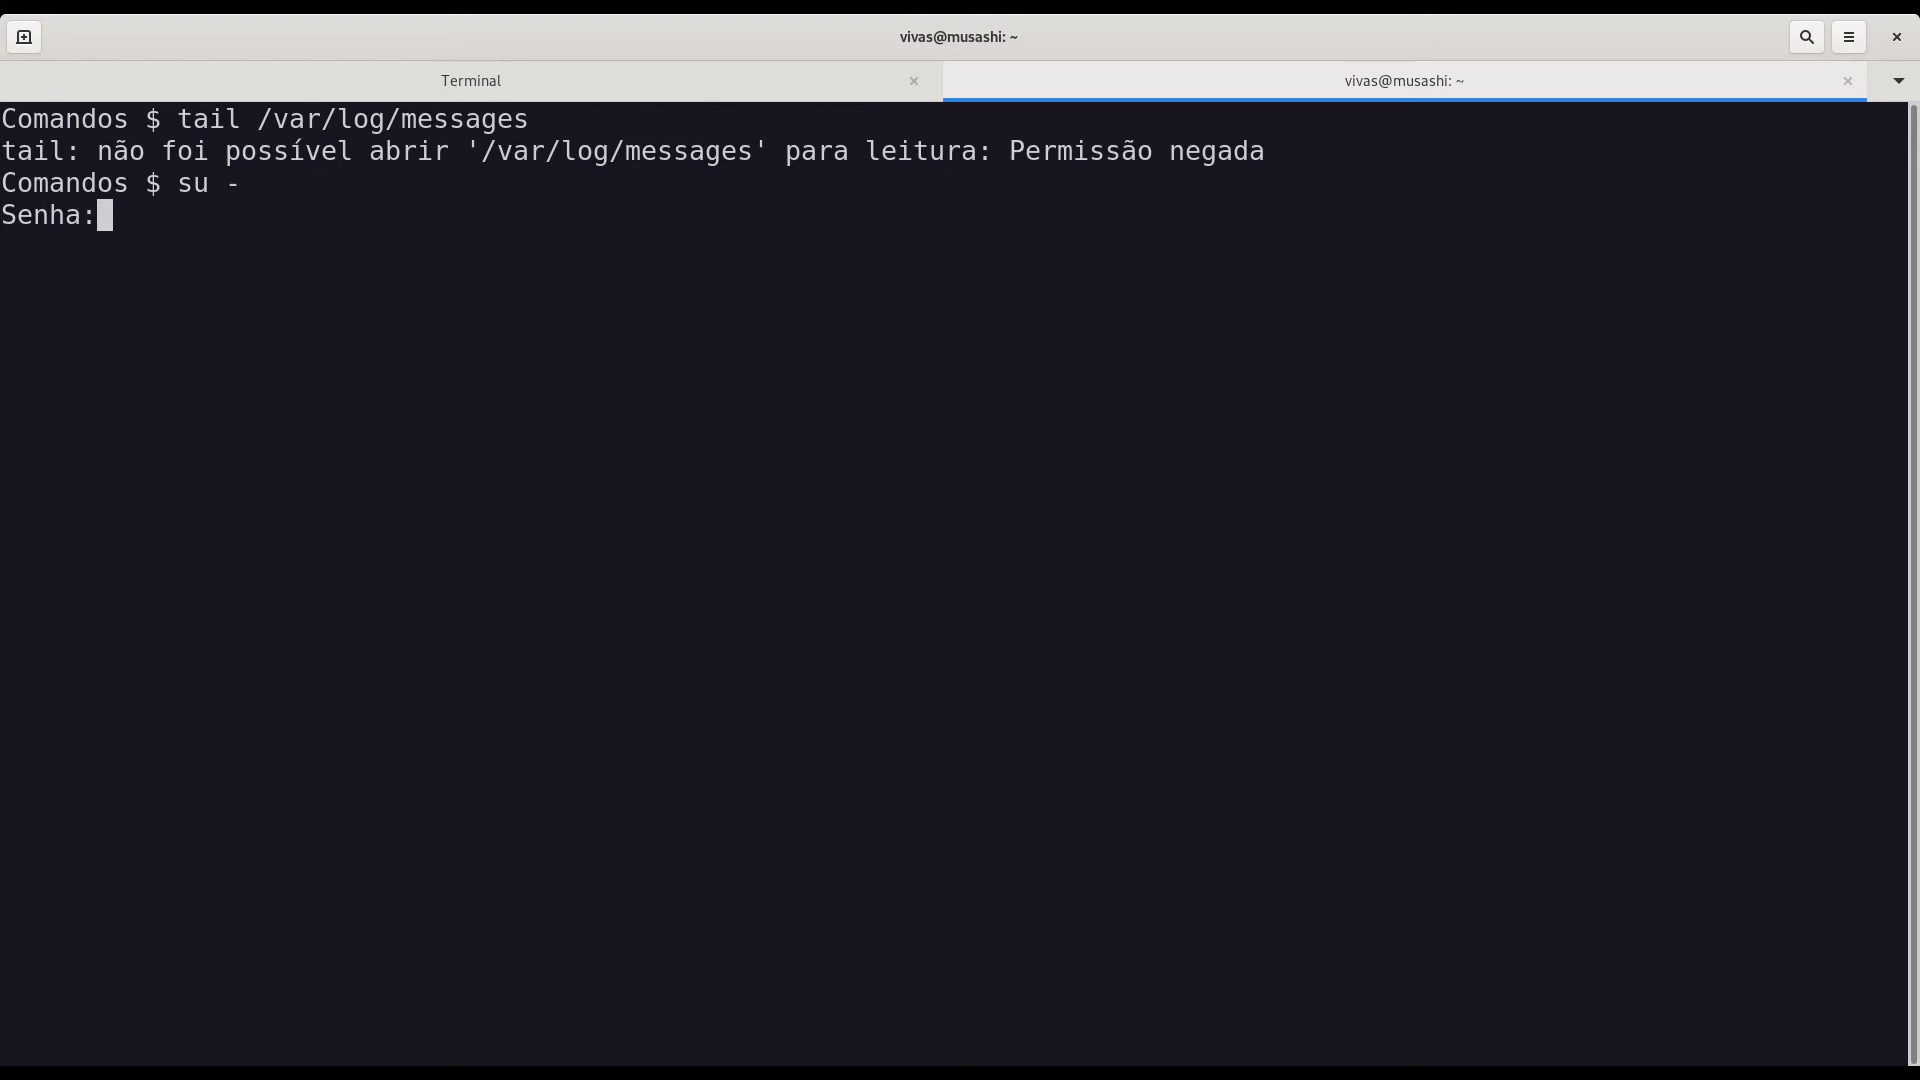 vivas@musashi: ~
Terminal
vivas@musashi: ~
Comandos $ tail /var/log/messages
tail: não foi possível abrir '/var/log/messages' para leitura: Permissão negada
Comandos $ su -
Senha: